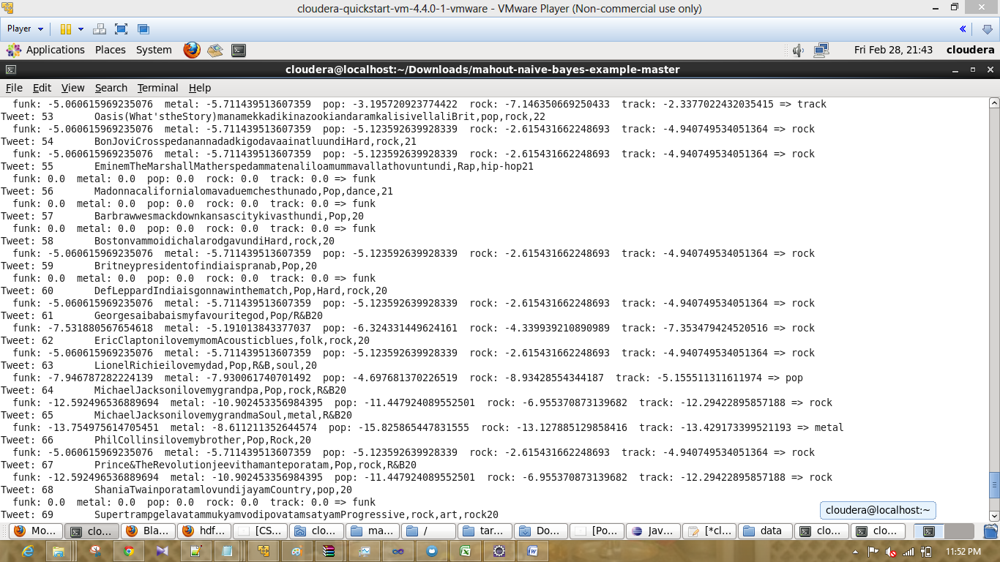 cloudera-quickstart-vm-4.4.0-1-vmware - VMware Player (Non-commercial use only)
Player
Applications Places System Fri Feb 28, 21:43 cloudera
cloudera@localhost:~/Downloads/mahout-naive-bayes-example-master
File Edit View Search Terminal Help
funk: -5.060615969235076 metal: -5.711439513607359 pop: -3.195720923774422 rock: -7.146350669250433 track: -2.3377022432035415 => track
Tweet: 53 Oasis(What'stheStory)manamekkadikinazookiandaramkalisivellaliBrit,pop,rock,22
funk: -5.060615969235076 metal: -5.711439513607359 pop: -5.123592639928339 rock: -2.615431662248693 track: -4.940749534051364 => rock
Tweet: 54 BonJoviCrosspedanannadadkigodavaainatluundiHard,rock,21
funk: -5.060615969235076 metal: -5.711439513607359 pop: -5.123592639928339 rock: -2.615431662248693 track: -4.940749534051364 => rock
Tweet: 55 EminemTheMarshallMatherspedammatenaliloamummavallathovuntundi,Rap,hip-hop21
funk: 0.0 metal: 0.0 pop: 0.0 rock: 0.0 track: 0.0 => funk
Tweet: 56 Madonnacalifornialomavaduemchesthunado,Pop,dance,21
funk: 0.0 metal: 0.0 pop: 0.0 rock: 0.0 track: 0.0 => funk
Tweet: 57 Barbrawwesmackdownkansascitykivasthundi,Pop,20
funk: 0.0 metal: 0.0 pop: 0.0 rock: 0.0 track: 0.0 => funk
Tweet: 58 BostonvammoidichalarodgavundiHard,rock,20
funk: -5.060615969235076 metal: -5.711439513607359 pop: -5.123592639928339 rock: -2.615431662248693 track: -4.940749534051364 => rock
Tweet: 59 Britneypresidentofindiaispranab,Pop,20
funk: 0.0 metal: 0.0 pop: 0.0 rock: 0.0 track: 0.0 => funk
Tweet: 60 DefLeppardIndiaisgonnawinthematch,Pop,Hard,rock,20
funk: -5.060615969235076 metal: -5.711439513607359 pop: -5.123592639928339 rock: -2.615431662248693 track: -4.940749534051364 => rock
Tweet: 61 Georgesaibabaismyfavouritegod,Pop/R&B20
funk: -7.531880567654618 metal: -5.191013843377037 pop: -6.324331449624161 rock: -4.339939210890989 track: -7.353479424520516 => rock
Tweet: 62 EricClaptonilovemymomAcousticblues,folk,rock,20
funk: -5.060615969235076 metal: -5.711439513607359 pop: -5.123592639928339 rock: -2.615431662248693 track: -4.940749534051364 => rock
Tweet: 63 LionelRichieilovemydad,Pop,R&B,soul,20
funk: -7.946787282224139 metal: -7.930061740701492 pop: -4.697681370226519 rock: -8.93428554344187 track: -5.155511311611974 => pop
Tweet: 64 MichaelJacksonilovemygrandpa,Pop,rock,R&B20
funk: -12.592496536889694 metal: -10.902453356984395 pop: -11.447924089552501 rock: -6.955370873139682 track: -12.29422895857188 => rock
Tweet: 65 MichaelJacksonilovemygrandmaSoul,metal,R&B20
funk: -13.754975614705451 metal: -8.611211352644574 pop: -15.825865447831555 rock: -13.127885129858416 track: -13.429173399521193 => metal
Tweet: 66 PhilCollinsilovemybrother,Pop,Rock,20
funk: -5.060615969235076 metal: -5.711439513607359 pop: -5.123592639928339 rock: -2.615431662248693 track: -4.940749534051364 => rock
Tweet: 67 Prince&TheRevolutionjeevithamanteporatam,Pop,rock,R&B20
funk: -12.592496536889694 metal: -10.902453356984395 pop: -11.447924089552501 rock: -6.955370873139682 track: -12.29422895857188 => rock
Tweet: 68 ShaniaTwainporatamlovundijayamCountry,pop,20
funk: 0.0 metal: 0.0 pop: 0.0 rock: 0.0 track: 0.0 => funk
Tweet: 69 SupertrampgelavatammukyamvodipovatamsatyamProgressive,rock,art,rock20
cloudera@localhost:~
Mo... clo... Bla... hdf... [CS... clo... ma... / tar... Do... [Po... Jav... [*cl... data clo... clo...
11:52 PM